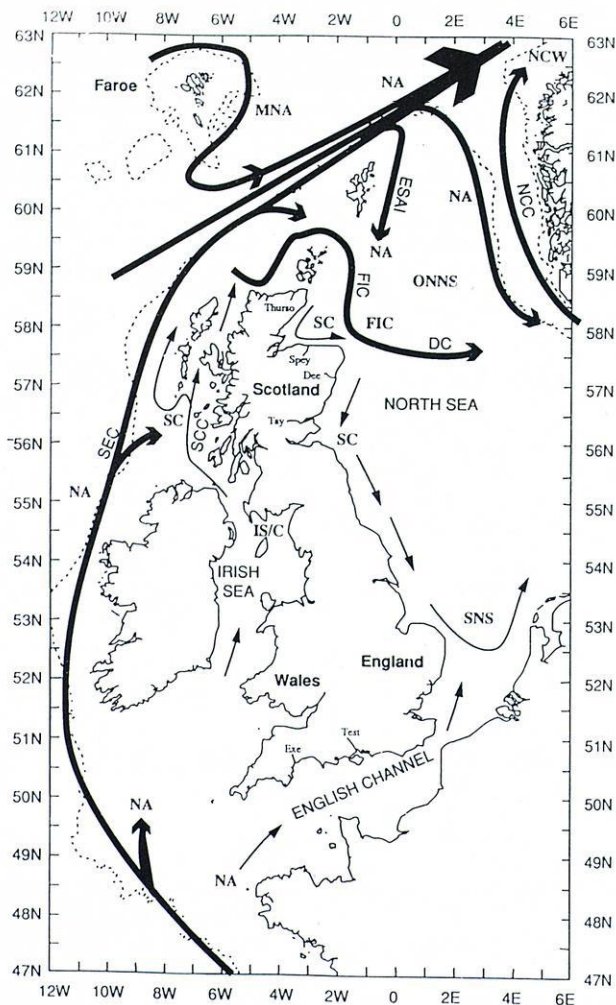 12W 10W 8W 6W 4W 2W 0 2E 4E 6E
63N 63N
NCW
NA
Faroe
62N 62N
MNA
61N 61N
ESAI
NA
NCC
60N 60N
NA
59N 59N
FIC
ONNS
Thurso
58N SC FIC 58N
DC
Spey
57N Dee 57N
Scotland
NORTH SEA
SC
SCC
Tay
56N SC 56N
SEC
NA
55N 55N
IS/C
54N 54N
IRISH
SEA
53N SNS 53N
52N Wales England 52N
51N 51N
Exe Test
ENGLISH CHANNEL
50N 50N
NA
49N 49N
NA
48N 48N
47N 47N
12W 10W 8W 6W 4W 2W 0 2E 4E 6E